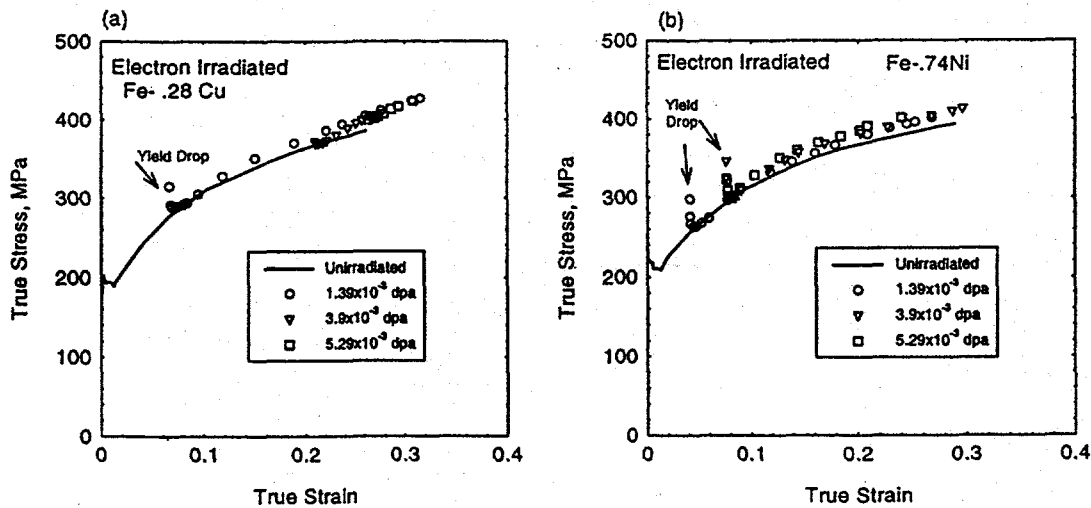 (a)
500
400
300
200
100
0
0
0.1
0.2
0.3
0.4
True Stress, MPa
True Strain
Electron Irradiated
Fe- .28 Cu
Yield Drop
Unirradiated
1.39x10⁻³ dpa
3.9x10⁻³ dpa
5.29x10⁻³ dpa
(b)
500
400
300
200
100
0
0
0.1
0.2
0.3
0.4
True Stress, MPa
True Strain
Electron Irradiated Fe-.74Ni
Yield
Drop
Unirradiated
1.39x10⁻³ dpa
3.9x10⁻³ dpa
5.29x10⁻³ dpa